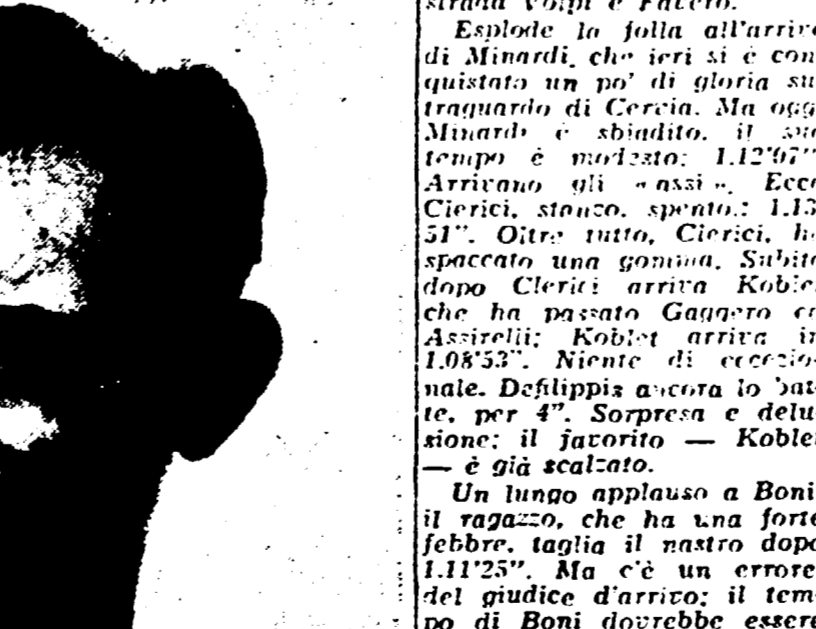 strada Volpi e Fatero.
Esplode la folla all'arrivo
di Minardi, che ieri si è con
quistato un po' di gloria su
traguardo di Cercia. Ma ogg
Minardi è sbiadito, il suo
tempo è modesto: 1.12'07"
Arrivano gli « assi ». Ecco
Clerici, stanco, spento.: 1.13
51". Oltre tutto, Clerici, h
spaccato una gomma. Subito
dopo Clerici arriva Koblet
che ha passato Gaggero e
Assirelli; Koblet arriva in
1.08'53". Niente di eccezio-
nale. Defilippis ancora lo bat-
te, per 4". Sorpresa e delu-
sione: il favorito — Koblet
— è già scalzato.
Un lungo applauso a Boni
il ragazzo, che ha una forte
febbre, taglia il nastro dopo
1.11'25". Ma c'è un errore
del giudice d'arrivo; il tem-
po di Boni dovrebbe essere